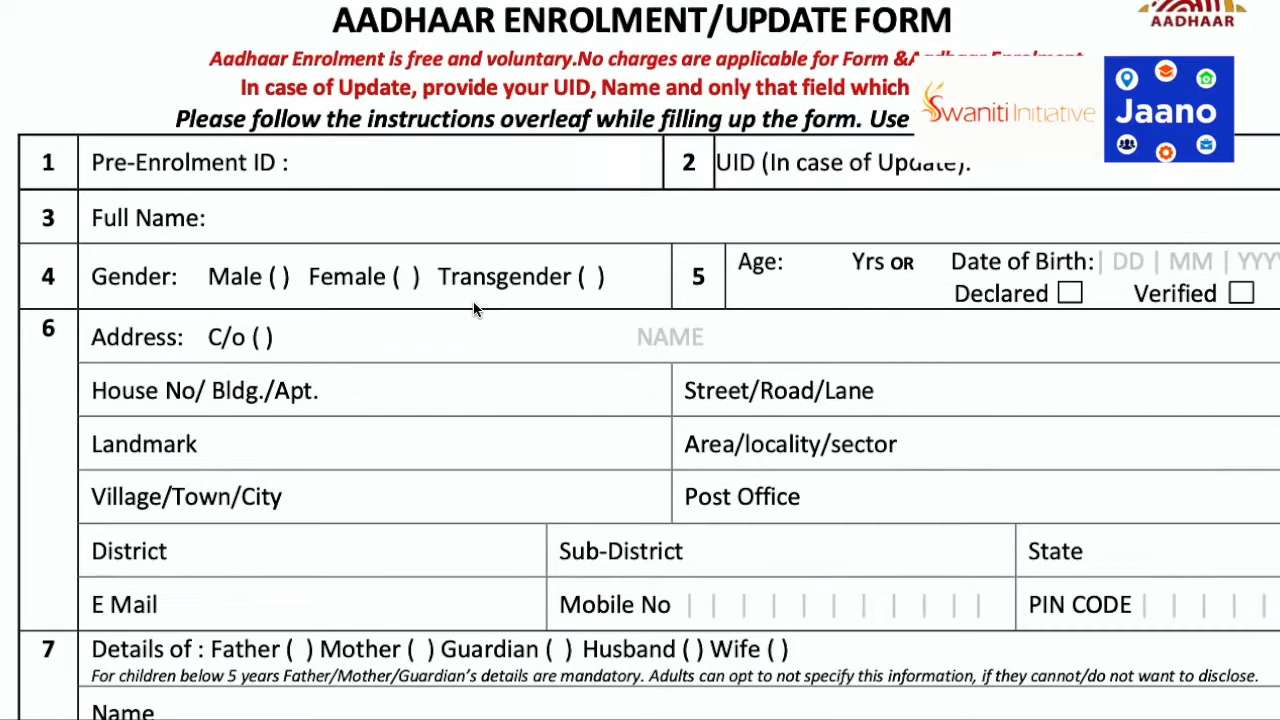 AADHAAR ENROLMENT/UPDATE FORM
AADHAAR
Aadhaar Enrolment is free and voluntary.No charges are applicable for Form &Aadhaar Enrolment
In case of Update, provide your UID, Name and only that field which
Please follow the instructions overleaf while filling up the form. Use
Swaniti Initiative
Jaano
1 Pre-Enrolment ID : 2 UID (In case of Update):
3 Full Name:
4 Gender: Male ( ) Female ( ) Transgender ( ) 5 Age: Yrs OR Date of Birth:| DD | MM | YYYY
Declared Verified
6 Address: C/o ( ) NAME
House No/ Bldg./Apt. Street/Road/Lane
Landmark Area/locality/sector
Village/Town/City Post Office
District Sub-District State
E Mail Mobile No PIN CODE
7 Details of : Father ( ) Mother ( ) Guardian ( ) Husband ( ) Wife ( )
For children below 5 years Father/Mother/Guardian's details are mandatory. Adults can opt to not specify this information, if they cannot/do not want to disclose.
Name